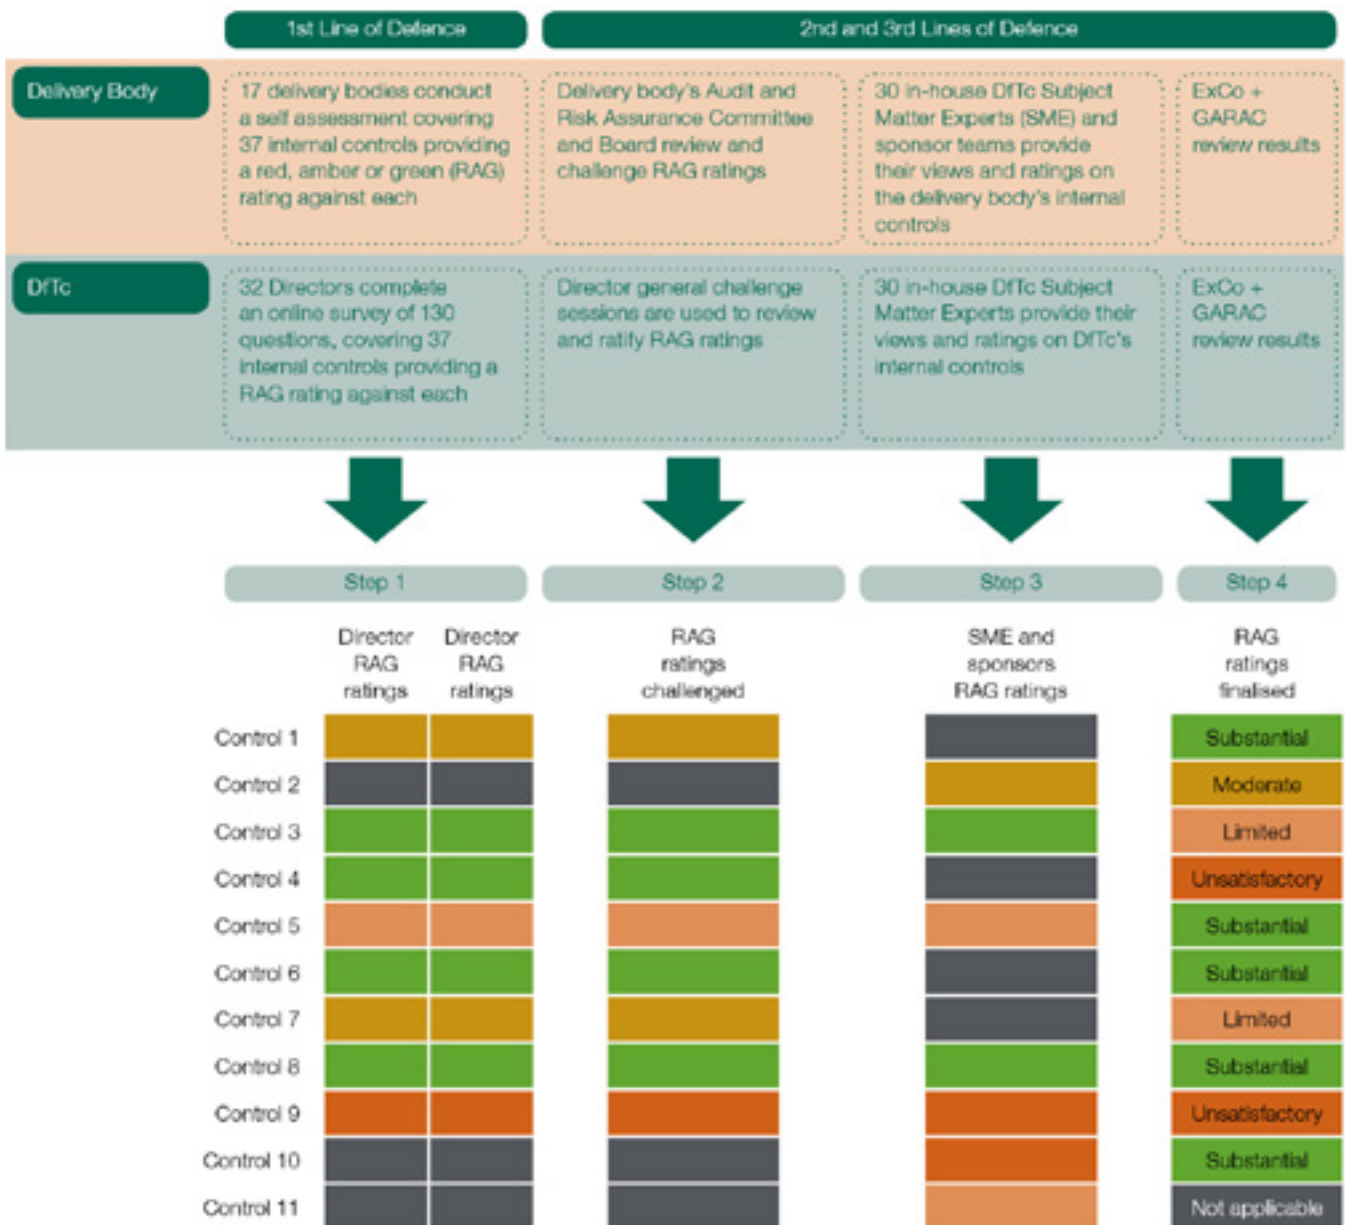 1st Line of Defence
2nd and 3rd Lines of Defence
Delivery Body
17 delivery bodies conduct
a self assessment covering
37 internal controls providing
a red, amber or green (RAG)
rating against each
Delivery body's Audit and
Risk Assurance Committee
and Board review and
challenge RAG ratings
30 in-house DfTc Subject
Matter Experts (SME) and
sponsor teams provide
their views and ratings on
the delivery body's internal
controls
ExCo +
GARAC
review results
DfTc
32 Directors complete
an online survey of 130
questions, covering 37
internal controls providing a
RAG rating against each
Director general challenge
sessions are used to review
and ratify RAG ratings
30 in-house DfTc Subject
Matter Experts provide their
views and ratings on DfTc's
internal controls
ExCo +
GARAC
review results
Step 1
Step 2
Step 3
Step 4
Director
RAG
ratings
Director
RAG
ratings
RAG
ratings
challenged
SME and
sponsors
RAG ratings
RAG
ratings
finalised
Control 1
Substantial
Control 2
Moderate
Control 3
Limited
Control 4
Unsatisfactory
Control 5
Substantial
Control 6
Substantial
Control 7
Limited
Control 8
Substantial
Control 9
Unsatisfactory
Control 10
Substantial
Control 11
Not applicable